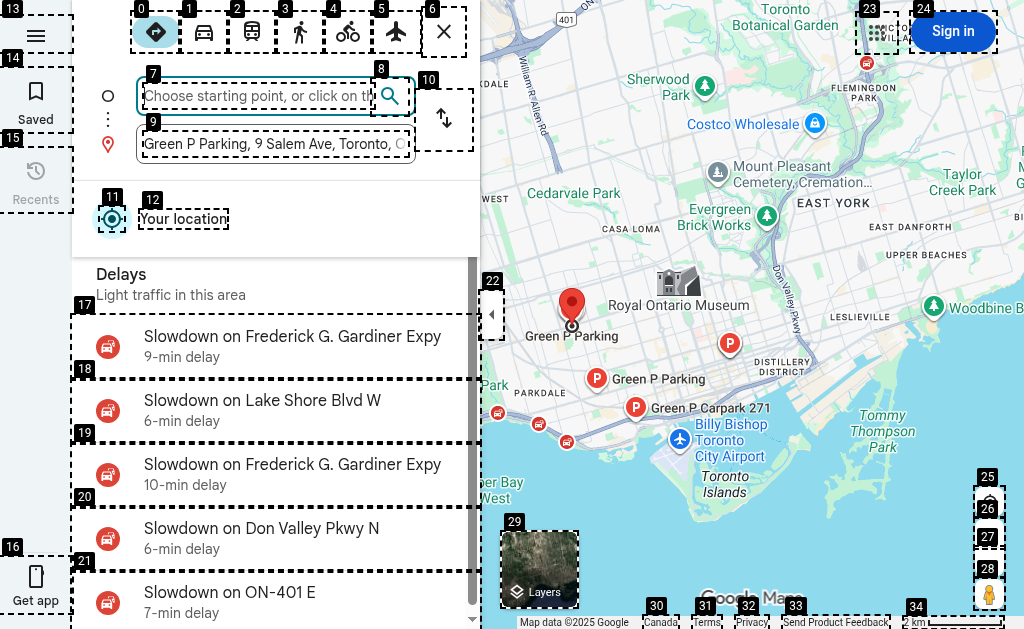 Saved
Recents
Get app
Choose starting point, or click on th
Green P Parking, 9 Salem Ave, Toronto, O
Your location
Delays
Light traffic in this area
Slowdown on Frederick G. Gardiner Expy
9-min delay
Slowdown on Lake Shore Blvd W
6-min delay
Slowdown on Frederick G. Gardiner Expy
10-min delay
Slowdown on Don Valley Pkwy N
6-min delay
Slowdown on ON-401 E
7-min delay
0
1
2
3
4
5
6
7
8
9
10
11
12
13
14
15
16
17
18
19
20
21
22
23
24
25
26
27
28
29
30
31
32
33
34
Sign in
401
Toronto
Botanical Garden
William R. Allen Rd
Sherwood
Park
FLEMINGDON
PARK
Costco Wholesale
Mount Pleasant
Cemetery, Cremation...
Taylor
Creek Park
Cedarvale Park
WEST
EAST YORK
Evergreen
Brick Works
CASA LOMA
EAST DANFORTH
UPPER BEACHES
Don Valley Pkwy
Royal Ontario Museum
Woodbine B
LESLIEVILLE
Green P Parking
P
DISTILLERY
DISTRICT
Park
P
Green P Parking
PARKDALE
P
Green P Carpark 271
Billy Bishop
Toronto
City Airport
Tommy
Thompson
Park
Toronto
Islands
per Bay
West
Layers
Google Maps
Map data ©2025 Google
Canada
Terms
Privacy
Send Product Feedback
2 km